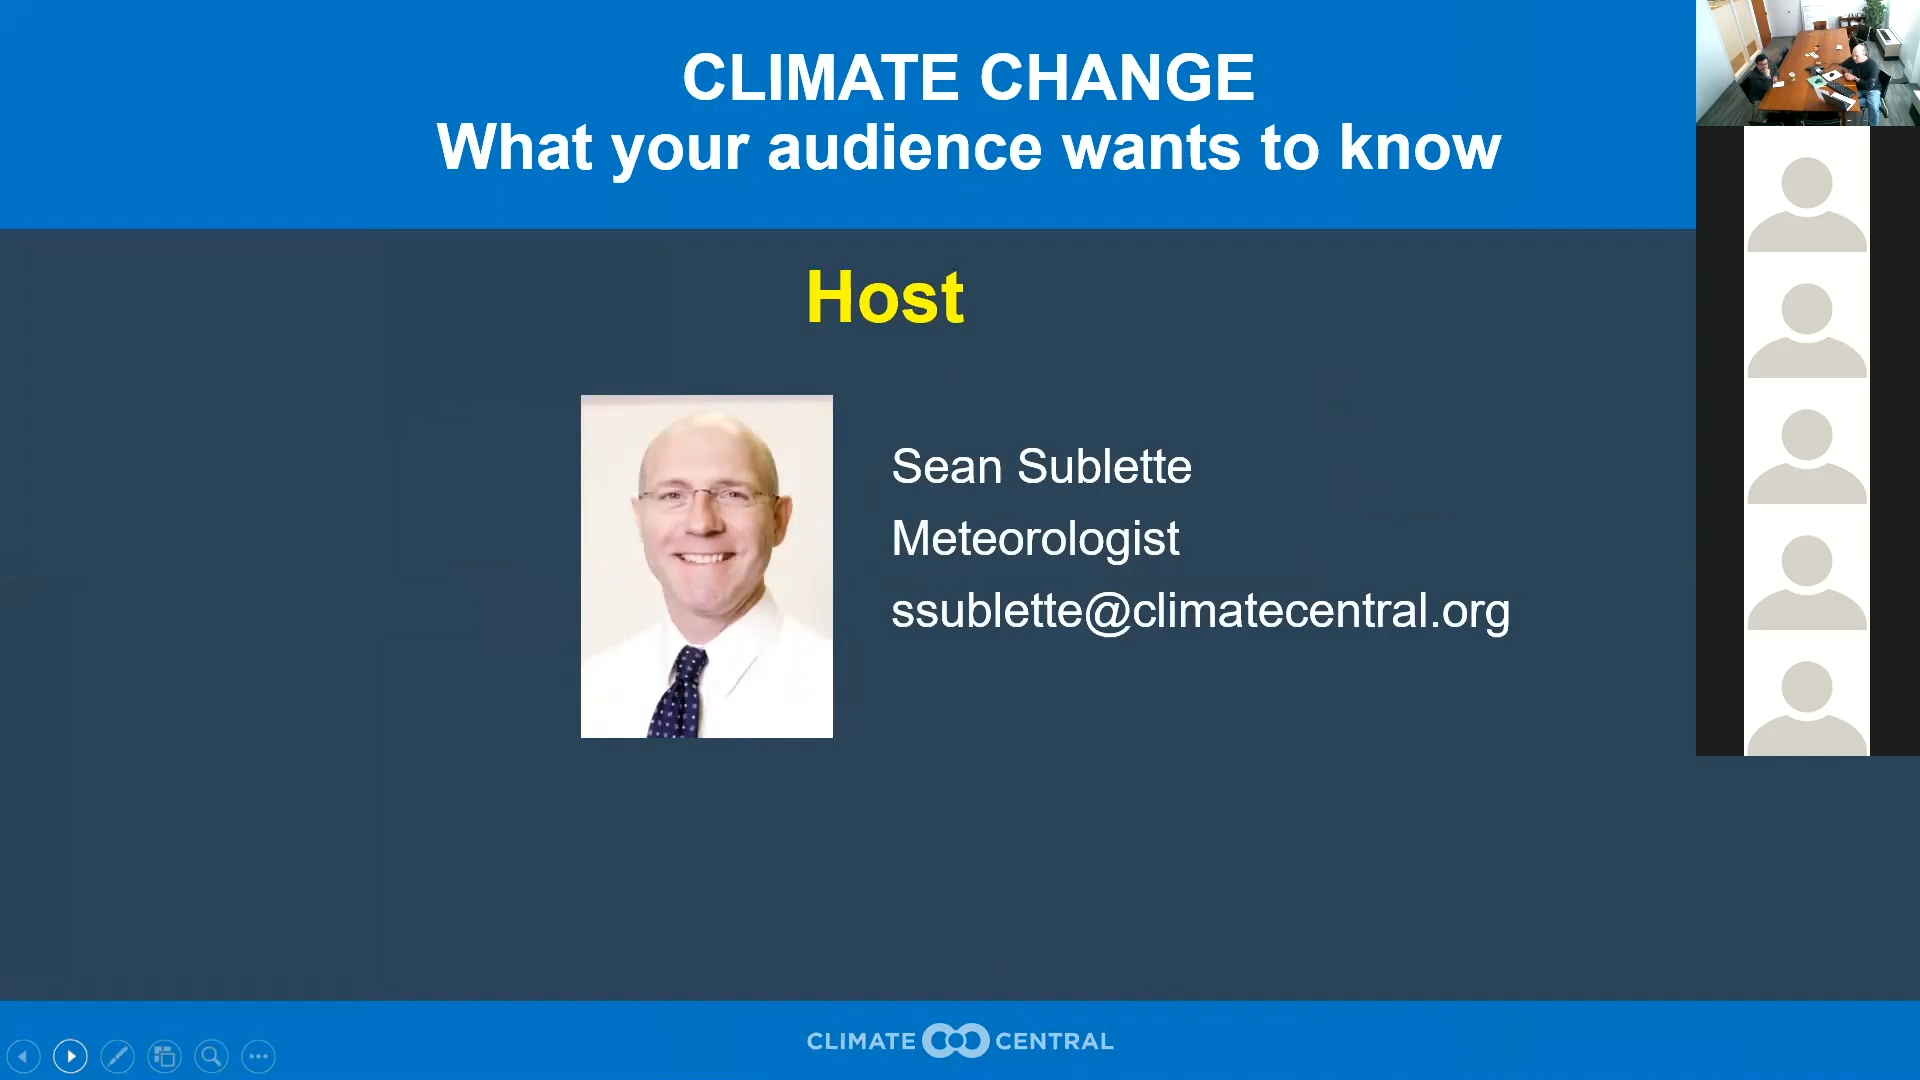 CLIMATE CHANGE
What your audience wants to know
Host
Sean Sublette
Meteorologist
ssublette@climatecentral.org
CLIMATE CENTRAL